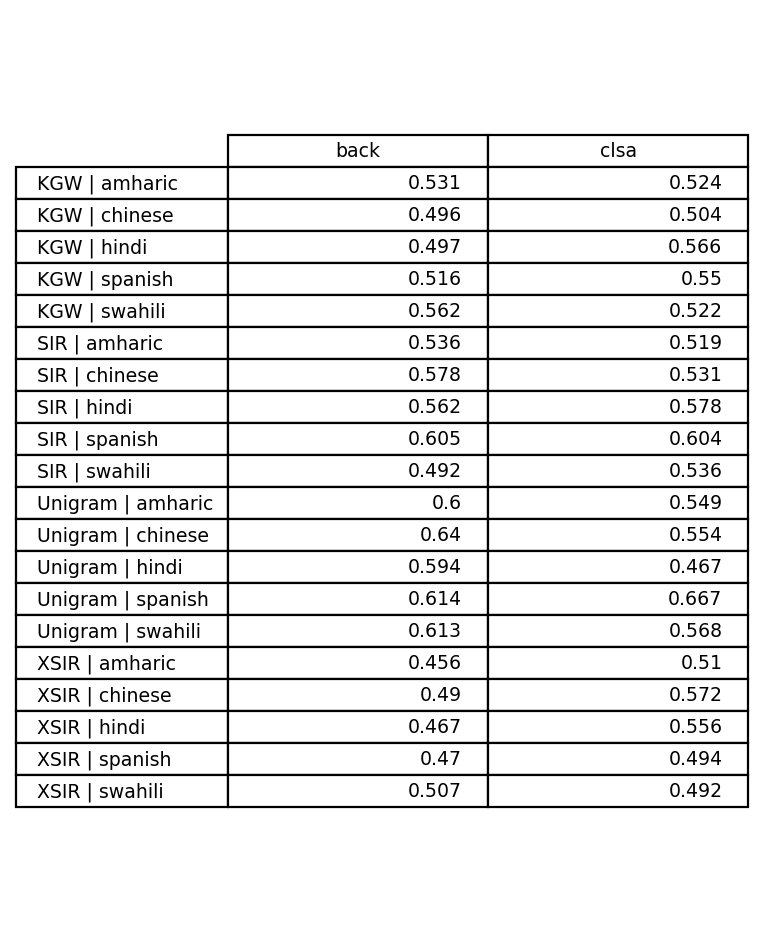 back clsa
KGW | amharic 0.531 0.524
KGW | chinese 0.496 0.504
KGW | hindi 0.497 0.566
KGW | spanish 0.516 0.55
KGW | swahili 0.562 0.522
SIR | amharic 0.536 0.519
SIR | chinese 0.578 0.531
SIR | hindi 0.562 0.578
SIR | spanish 0.605 0.604
SIR | swahili 0.492 0.536
Unigram | amharic 0.6 0.549
Unigram | chinese 0.64 0.554
Unigram | hindi 0.594 0.467
Unigram | spanish 0.614 0.667
Unigram | swahili 0.613 0.568
XSIR | amharic 0.456 0.51
XSIR | chinese 0.49 0.572
XSIR | hindi 0.467 0.556
XSIR | spanish 0.47 0.494
XSIR | swahili 0.507 0.492